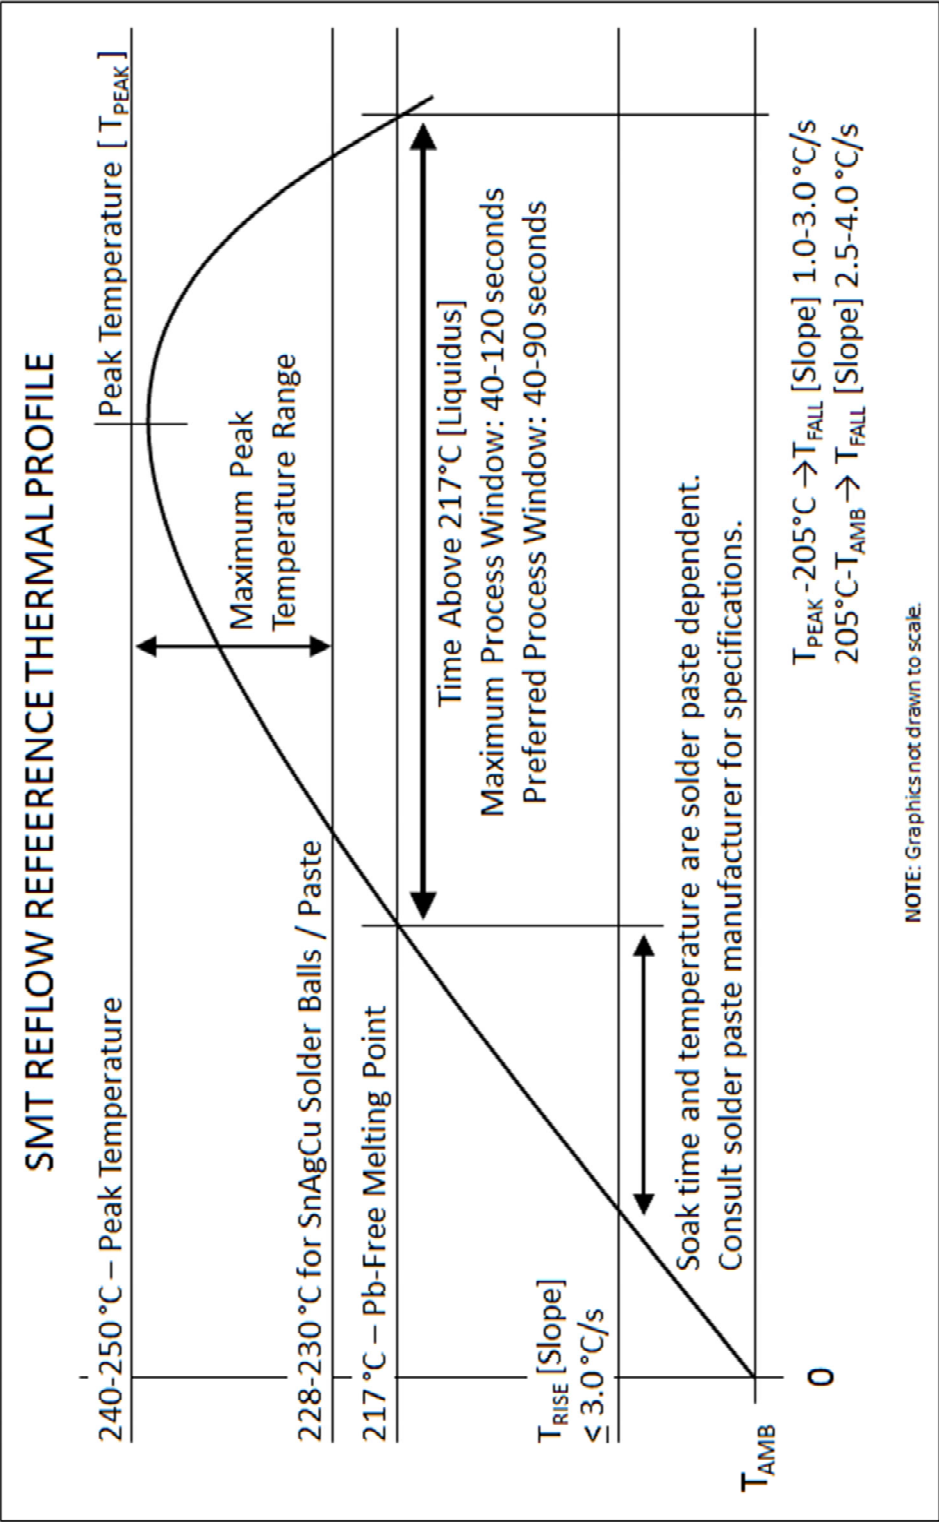 SMT REFLOW REFEERENCE THERMAL PROFILE
240-250 °C – Peak Temperature
Peak Temperature [ TPEAK ]
Maximum Peak
Temperature Range
228-230 °C for SnAgCu Solder Balls / Paste
217 °C – Pb-Free Melting Point
Time Above 217°C [Liquidus]
Maximum Process Window: 40-120 seconds
Preferred Process Window: 40-90 seconds
TRISE [Slope]
≤ 3.0 °C/s
Soak time and temperature are solder paste dependent.
Consult solder paste manufacturer for specifications.
TAMB
0
TPEAK -205°C →TFALL [Slope] 1.0-3.0 °C/s
205°C-TAMB → TFALL [Slope] 2.5-4.0 °C/s
NOTE: Graphics not drawn to scale.